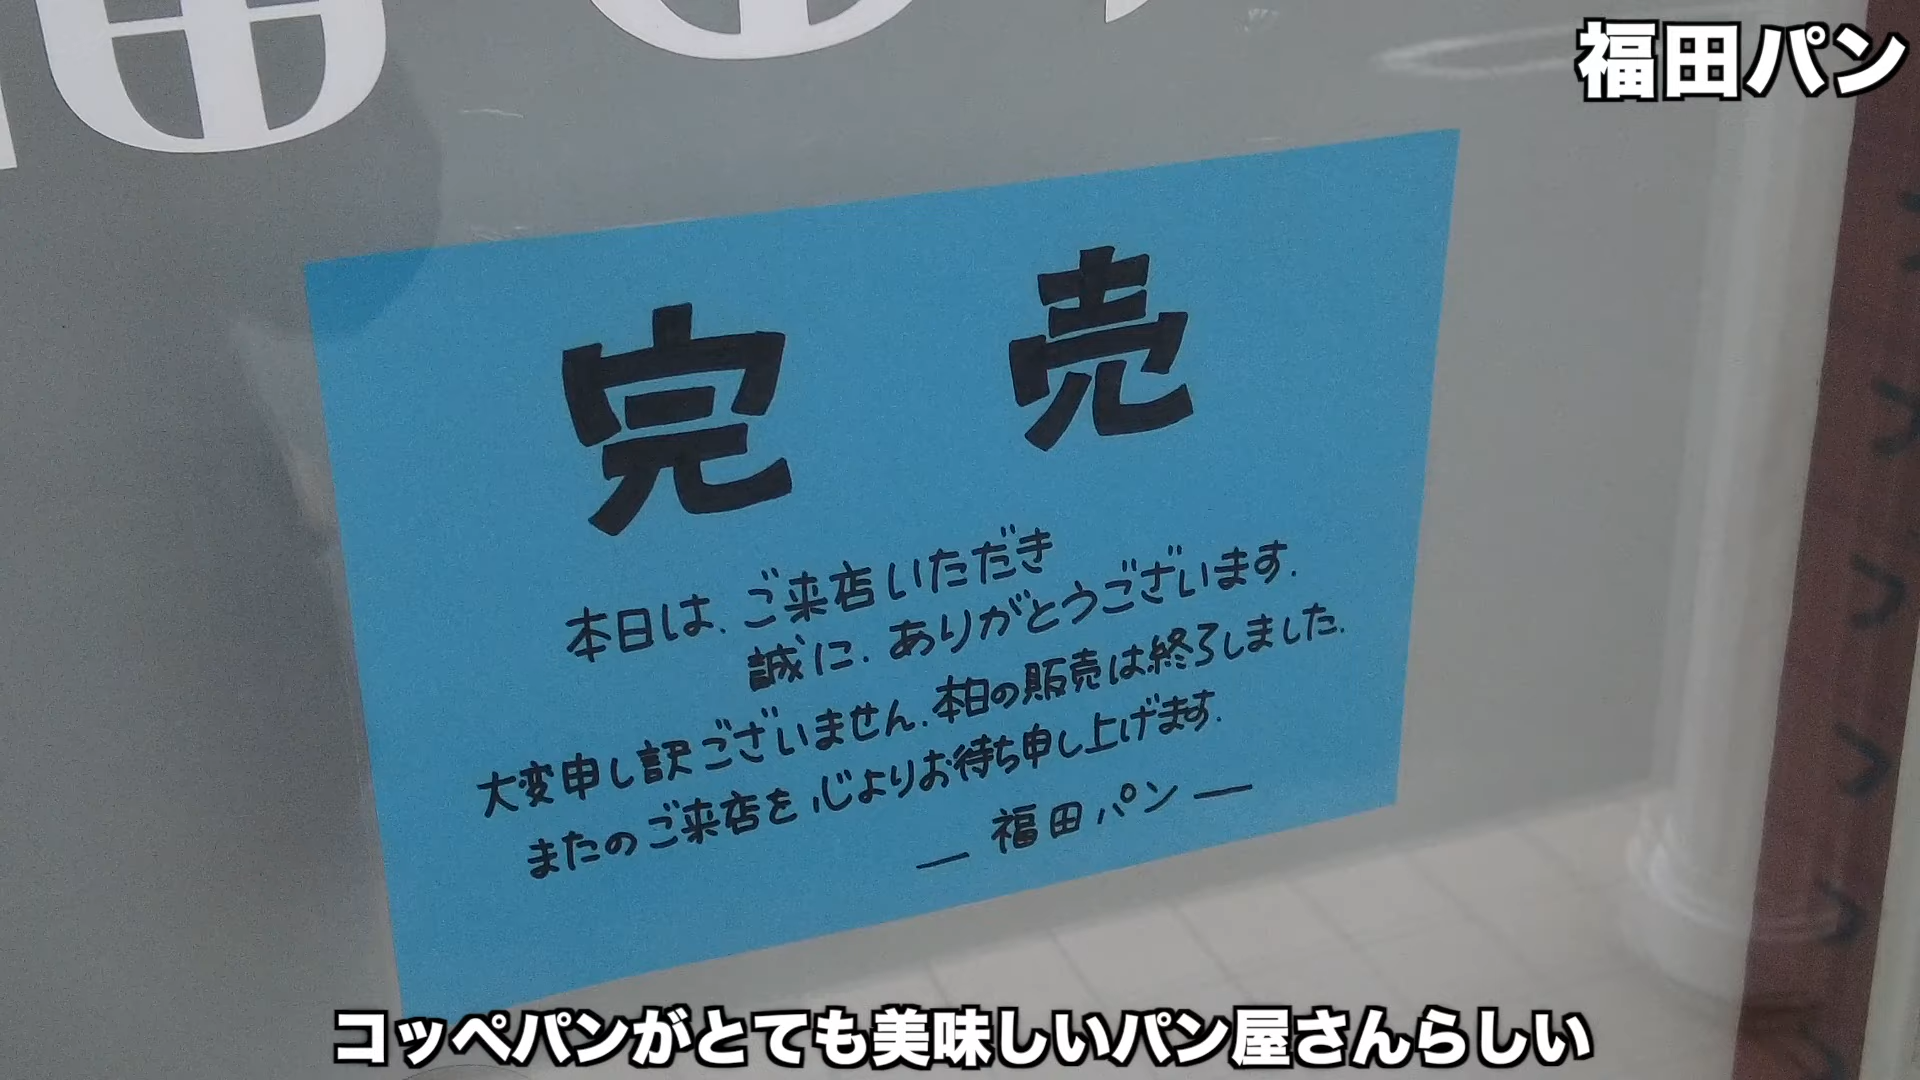 福田パン
完売
本日は、ご来店いただき
誠に、ありがとうございます.
大変申し訳ございません.本日の販売は終了しました.
またのご来店を心よりお待ち申し上げます.
— 福田パン —
コッペパンがとても美味しいパン屋さんらしい